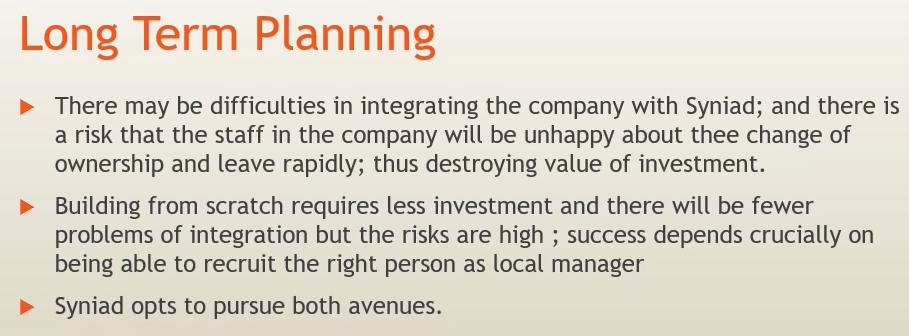 Long Term Planning
There may be difficulties in integrating the company with Syniad; and there is
a risk that the staff in the company will be unhappy about thee change of
ownership and leave rapidly; thus destroying value of investment.
Building from scratch requires less investment and there will be fewer
problems of integration but the risks are high ; success depends crucially on
being able to recruit the right person as local manager
Syniad opts to pursue both avenues.